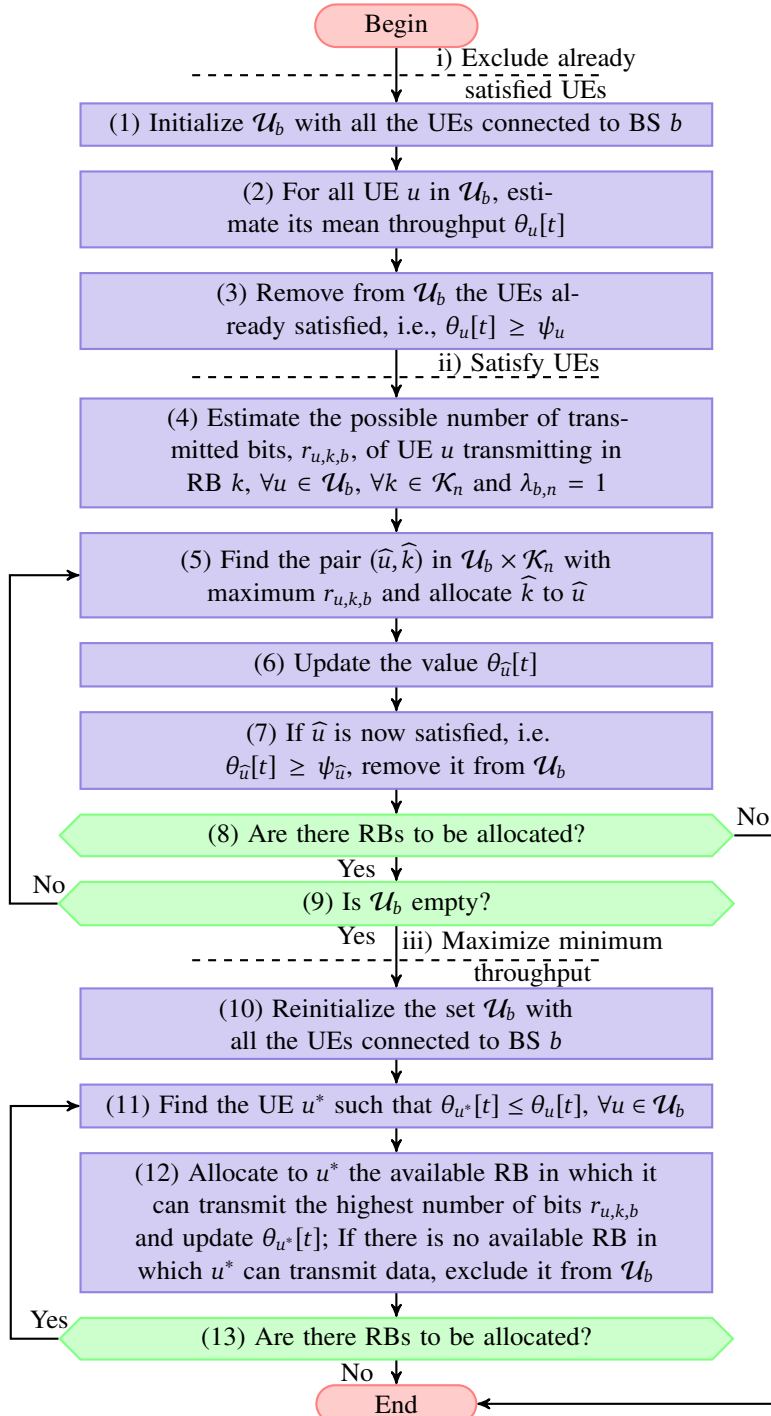 Begin
i) Exclude already
satisfied UEs
(1) Initialize 𝒰_b with all the UEs connected to BS b
(2) For all UE u in 𝒰_b, esti-
mate its mean throughput θ_u[t]
(3) Remove from 𝒰_b the UEs al-
ready satisfied, i.e., θ_u[t] ≥ ψ_u
ii) Satisfy UEs
(4) Estimate the possible number of trans-
mitted bits, r_{u,k,b}, of UE u transmitting in
RB k, ∀u ∈ 𝒰_b, ∀k ∈ 𝒦_n and λ_{b,n} = 1
(5) Find the pair (û, k̂) in 𝒰_b × 𝒦_n with
maximum r_{u,k,b} and allocate k̂ to û
(6) Update the value θ_û[t]
(7) If û is now satisfied, i.e.
θ_û[t] ≥ ψ_û, remove it from 𝒰_b
(8) Are there RBs to be allocated?
No
Yes
No
(9) Is 𝒰_b empty?
Yes
iii) Maximize minimum
throughput
(10) Reinitialize the set 𝒰_b with
all the UEs connected to BS b
(11) Find the UE u* such that θ_{u*}[t] ≤ θ_u[t], ∀u ∈ 𝒰_b
(12) Allocate to u* the available RB in which it
can transmit the highest number of bits r_{u,k,b}
and update θ_{u*}[t]; If there is no available RB in
which u* can transmit data, exclude it from 𝒰_b
Yes
(13) Are there RBs to be allocated?
No
End